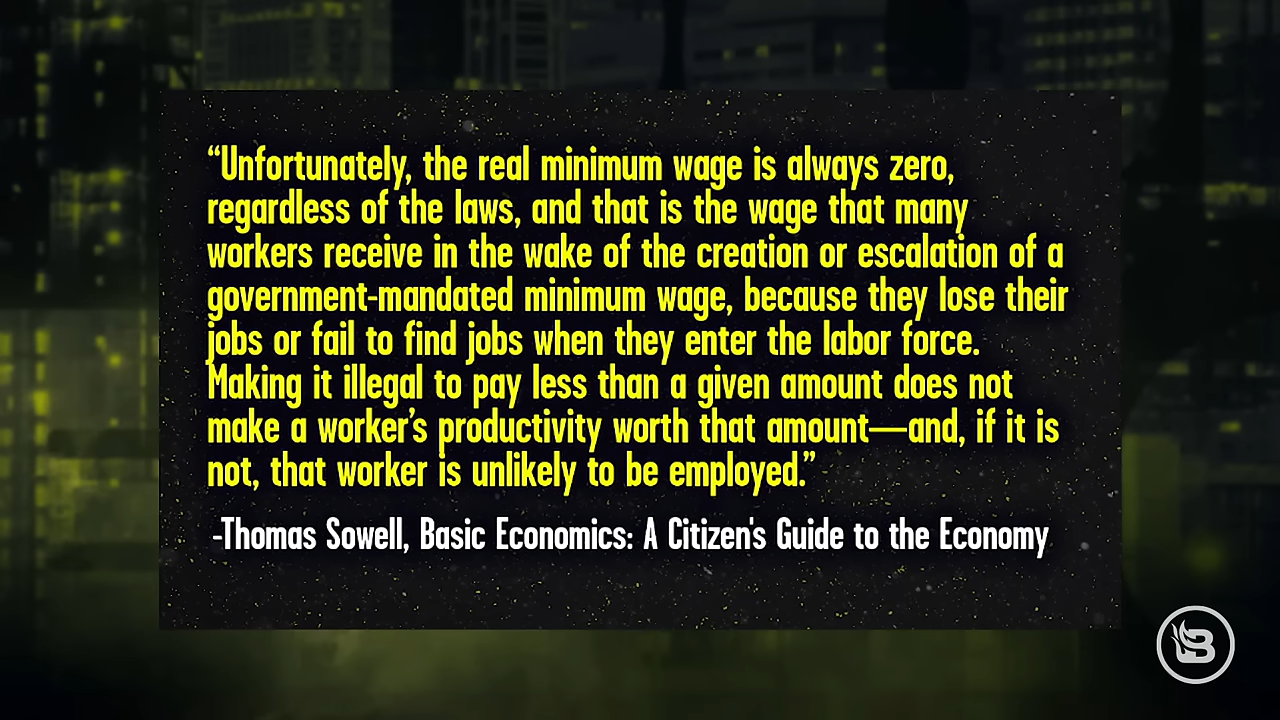 “Unfortunately, the real minimum wage is always zero,
regardless of the laws, and that is the wage that many
workers receive in the wake of the creation or escalation of a
government-mandated minimum wage, because they lose their
jobs or fail to find jobs when they enter the labor force.
Making it illegal to pay less than a given amount does not
make a worker’s productivity worth that amount—and, if it is
not, that worker is unlikely to be employed.”
-Thomas Sowell, Basic Economics: A Citizen's Guide to the Economy
B